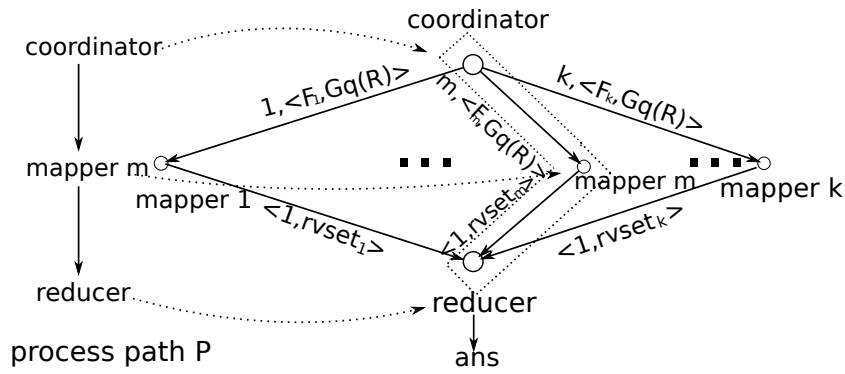 coordinator
coordinator
1,<F1,Gq(R)>
m,<Fm,Gq(R)>
k,<Fk,Gq(R)>
mapper m
mapper 1
mapper m
mapper k
<1,rvset1>
<1,rvsetm>
<1,rvsetk>
reducer
reducer
process path P
ans